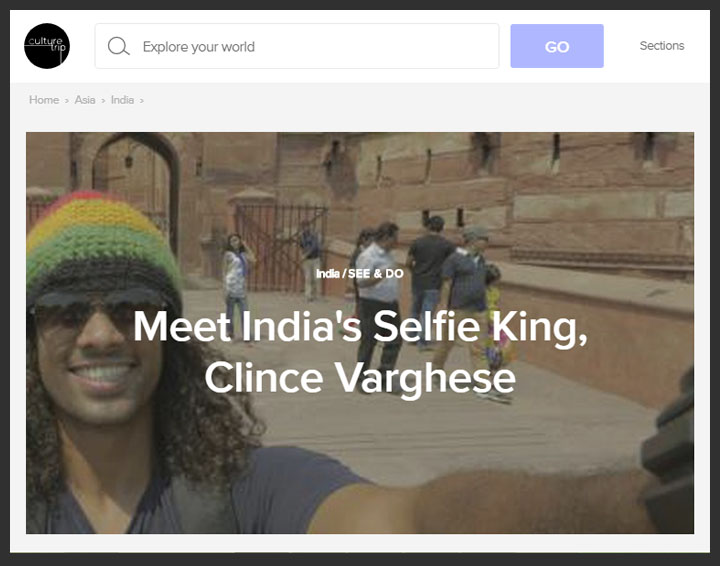 culture
trip
Explore your world
GO
Sections
Home › Asia › India ›
India / SEE & DO
Meet India's Selfie King,
Clince Varghese